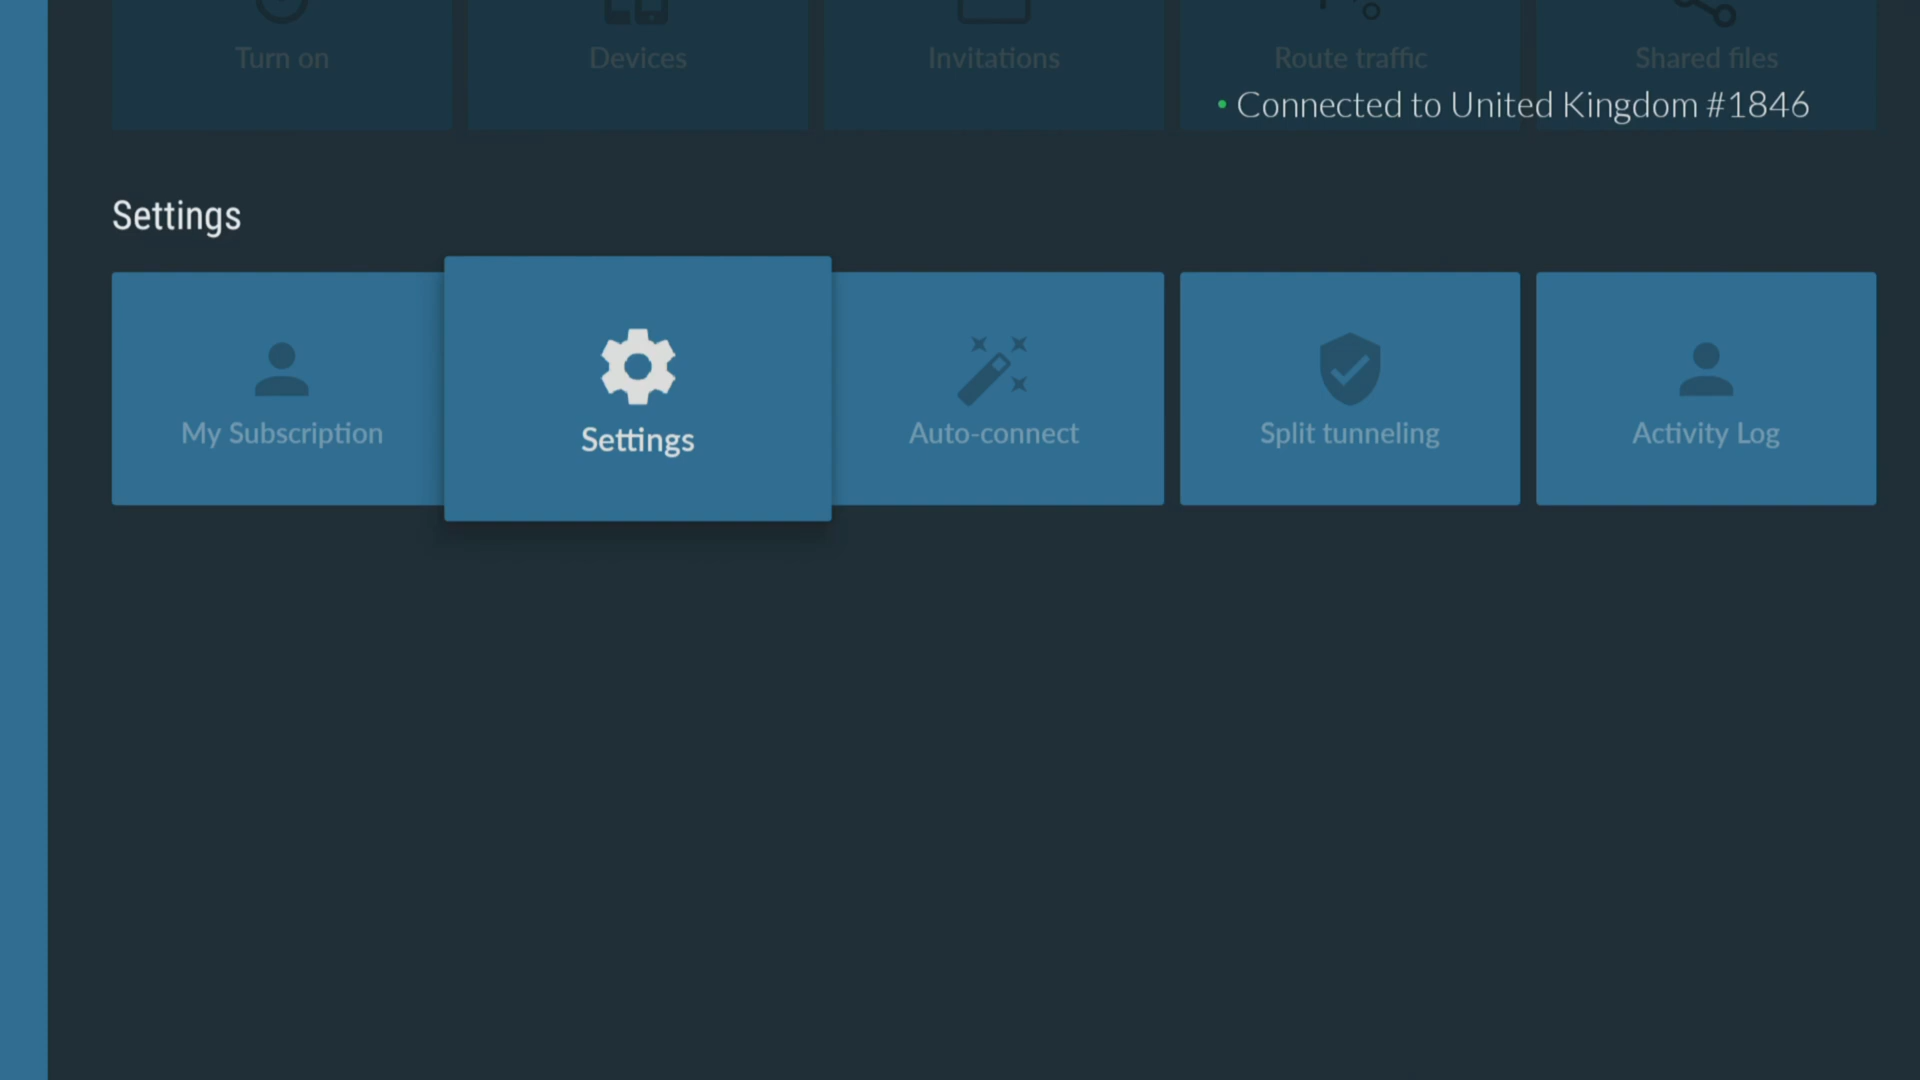 Turn on
Devices
Invitations
Route traffic
Shared files
• Connected to United Kingdom #1846
Settings
My Subscription
Settings
Auto-connect
Split tunneling
Activity Log